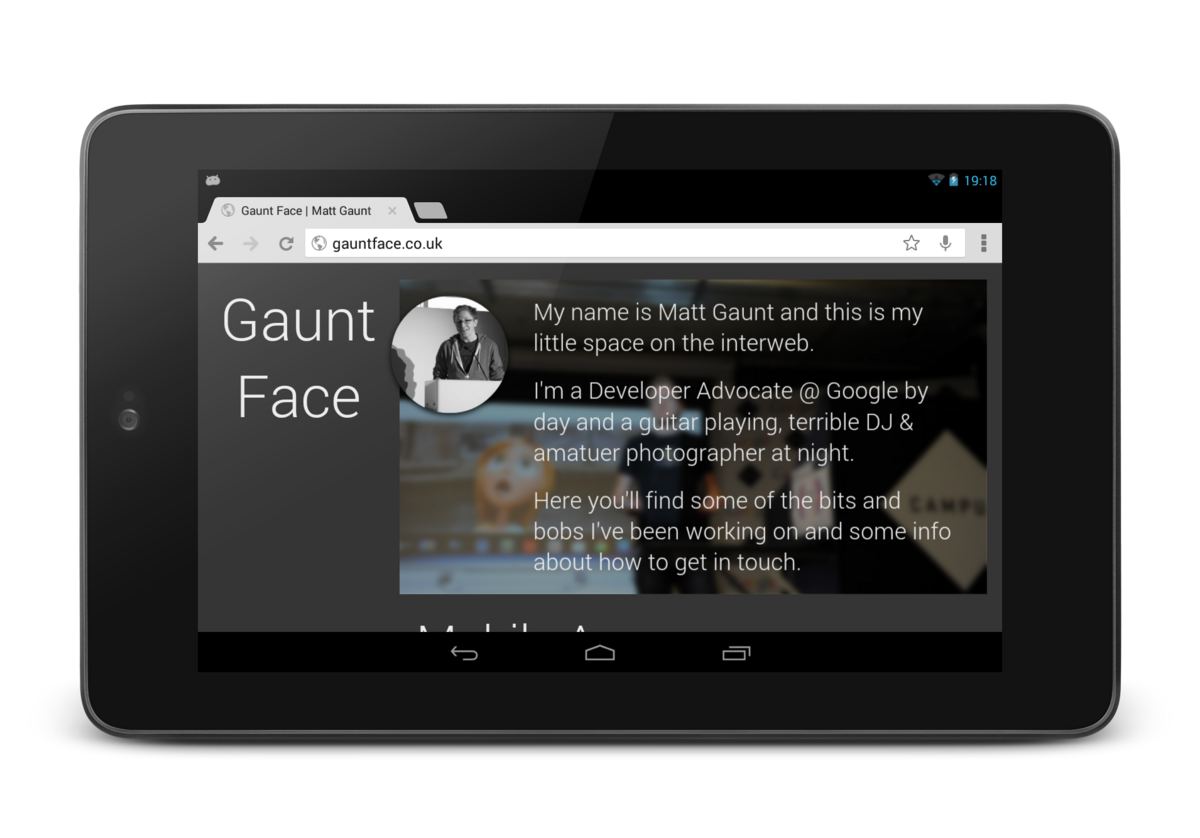 19:18
Gaunt Face | Matt Gaunt
gauntface.co.uk
Gaunt
Face
My name is Matt Gaunt and this is my
little space on the interweb.
I'm a Developer Advocate @ Google by
day and a guitar playing, terrible DJ &
amatuer photographer at night.
Here you'll find some of the bits and
bobs I've been working on and some info
about how to get in touch.
CAMPU